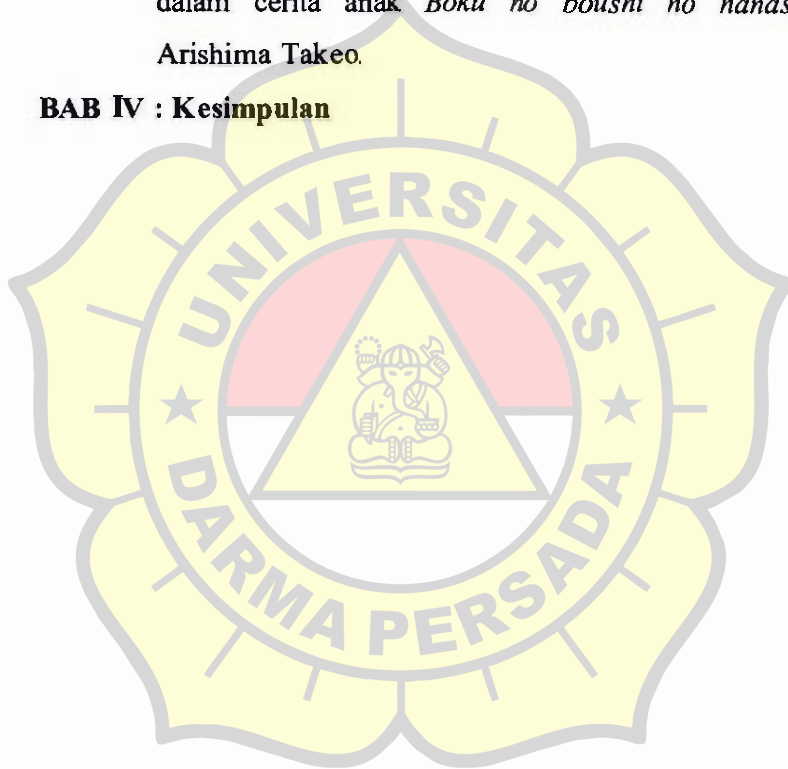 dalam cerita anak Boku no boushi no hanas
Arishima Takeo.
BAB IV : Kesimpulan
UNIVERSITAS
DARMA PERSADA